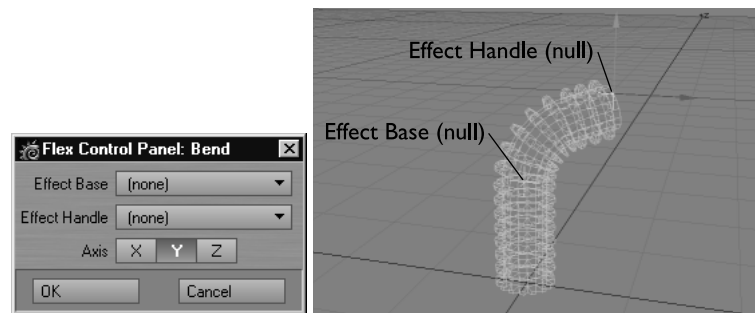 Flex Control Panel: Bend
Effect Base (none)
Effect Handle (none)
Axis X Y Z
OK Cancel
Effect Handle (null)
Effect Base (null)
z